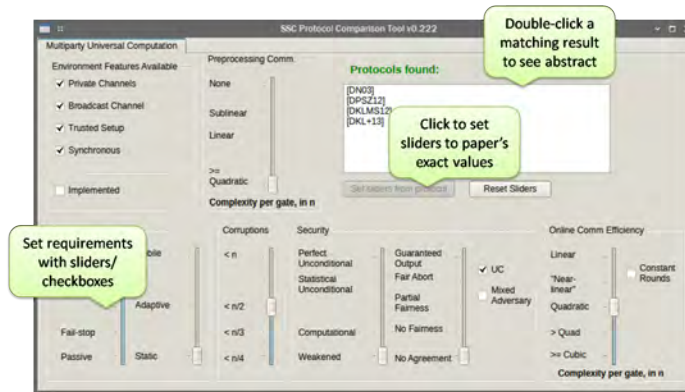 SSC Protocol Comparison Tool v0.222
Multiparty Universal Computation
Environment Features Available
Private Channels
Broadcast Channel
Trusted Setup
Synchronous
Implemented
Preprocessing Comm.
None
Sublinear
Linear
>=
Quadratic
Complexity per gate, in n
Protocols found:
[DN03]
[DPSZ12]
[DKLMS12]
[DKL+13]
Double-click a
matching result
to see abstract
Click to set
sliders to paper's
exact values
Set sliders from protocol
Reset Sliders
Set requirements
with sliders/
checkboxes
Fail-stop
Passive
Adaptive
Static
Corruptions
< n
< n/2
< n/3
< n/4
Security
Perfect
Unconditional
Statistical
Unconditional
Computational
Weakened
Guaranteed
Output
Fair Abort
Partial
Fairness
No Fairness
No Agreement
UC
Mixed
Adversary
Online Comm Efficiency
Linear
"Near-
linear"
Quadratic
> Quad
>= Cubic
Constant
Rounds
Complexity per gate, in n